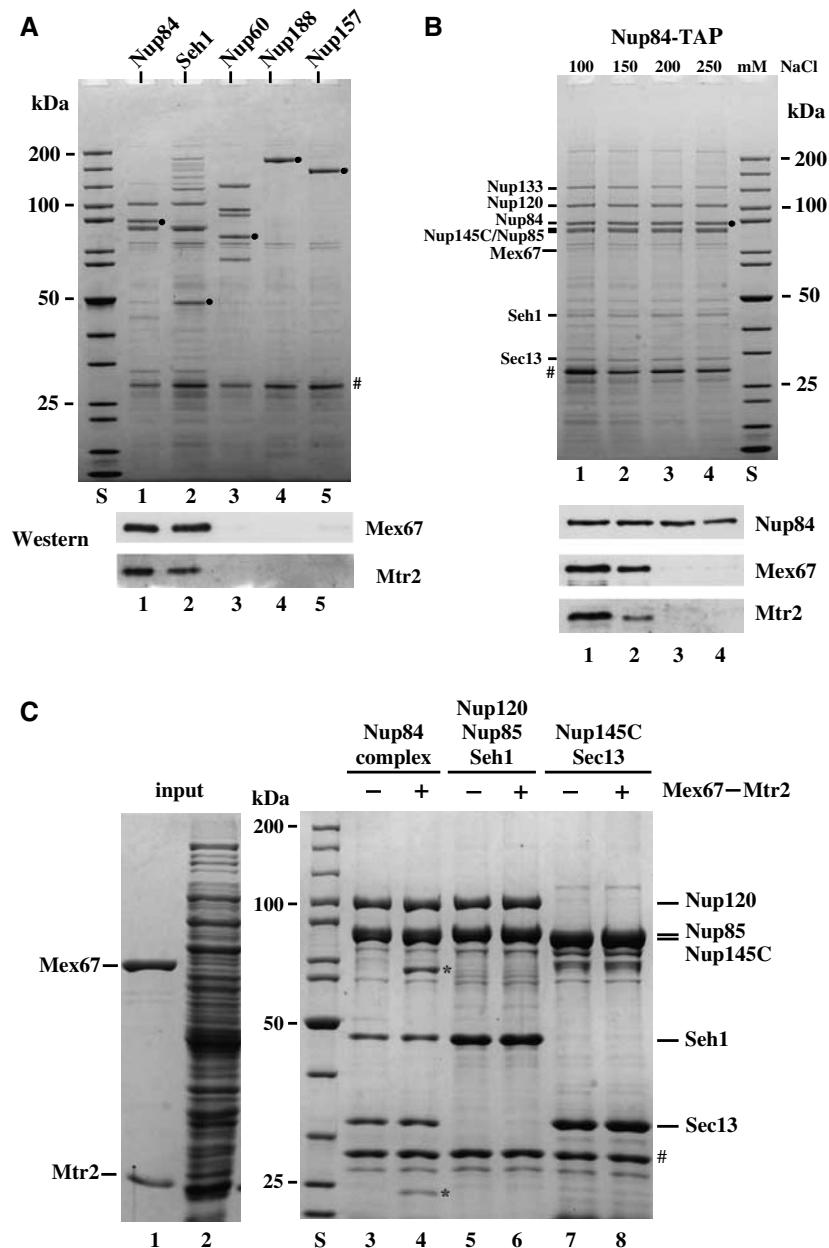 A
Nup84 Seh1 Nup60 Nup188 Nup157
kDa
200
100
50
25
#
S 1 2 3 4 5
Western
Mex67
Mtr2
1 2 3 4 5
B
Nup84-TAP
100 150 200 250 mM NaCl
kDa
Nup133
Nup120
Nup84
Nup145C/Nup85
Mex67
Seh1
Sec13
#
200
100
50
25
1 2 3 4 S
Nup84
Mex67
Mtr2
1 2 3 4
C
input
Mex67
Mtr2
1 2
kDa
200
100
50
25
Nup84 complex
Nup120 Nup85 Seh1
Nup145C Sec13
− + − + − + Mex67−Mtr2
*
*
Nup120
Nup85
Nup145C
Seh1
Sec13
#
S 3 4 5 6 7 8